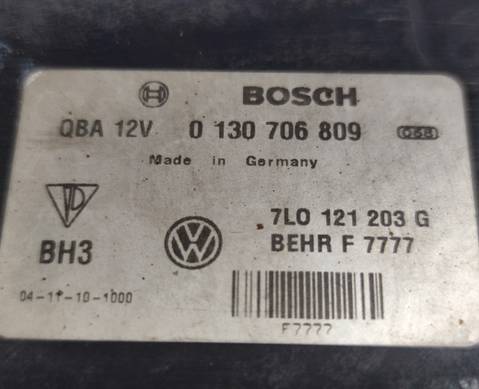 BOSCH
QBA 12V 0 130 706 809
Made in Germany
7L0 121 203 G
BH3
BEHR F 7777
04-11-10-1000
F7777